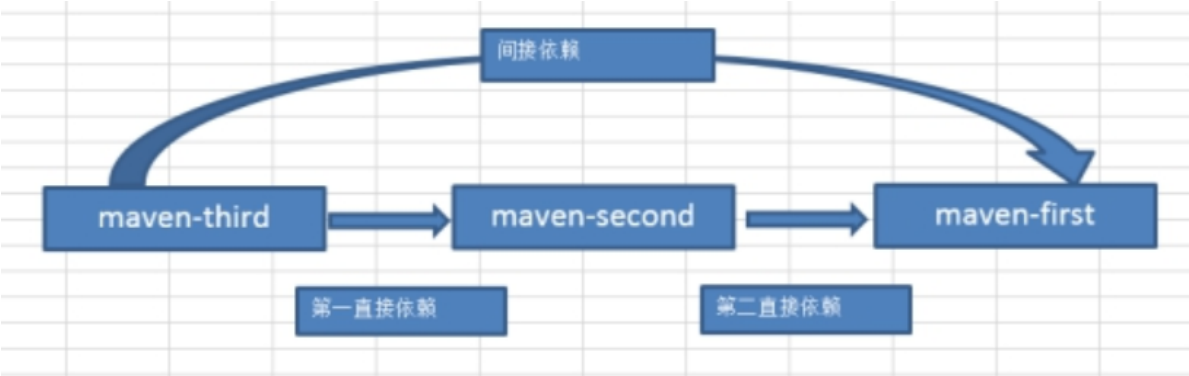 间接依赖
maven-third
maven-second
maven-first
第一直接依赖
第二直接依赖